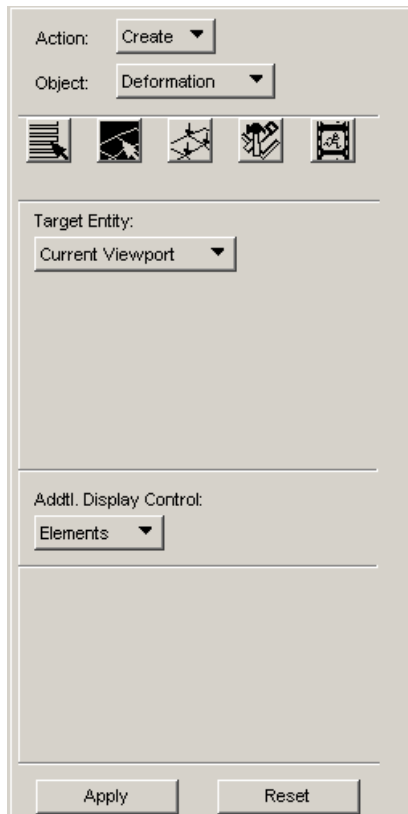 Action: Create
Object: Deformation
Target Entity:
Current Viewport
Addtl. Display Control:
Elements
Apply Reset